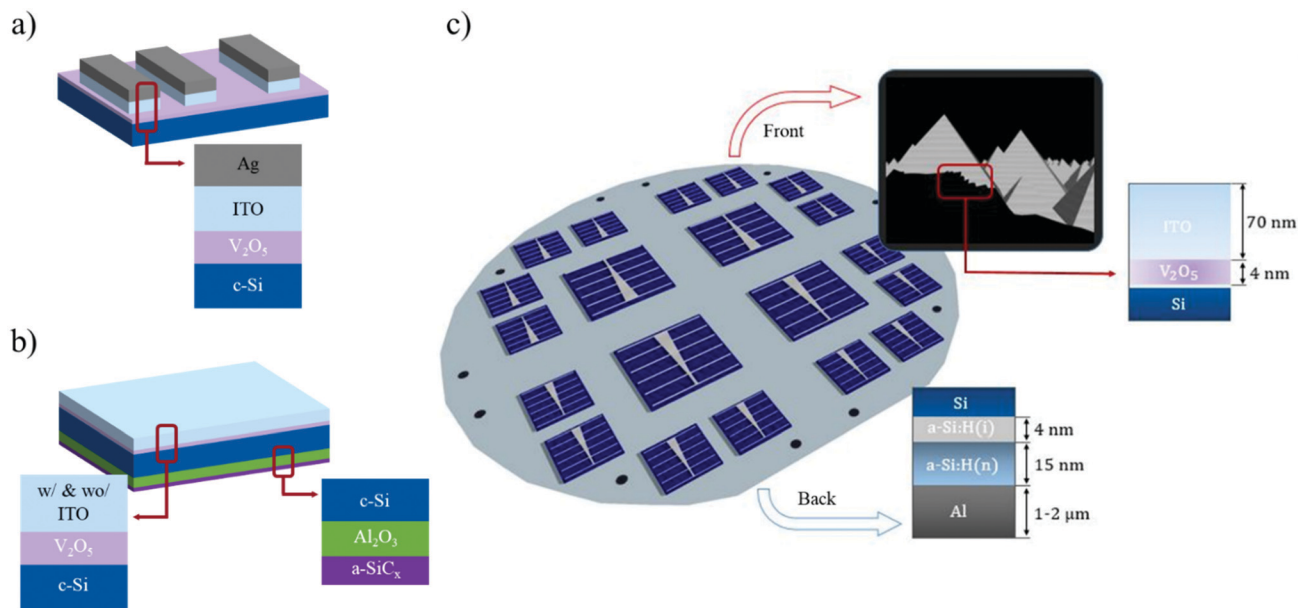 a)
Ag
ITO
V₂O₅
c-Si
b)
w/ & wo/
ITO
V₂O₅
c-Si
c-Si
Al₂O₃
a-SiCₓ
c)
Front
ITO
70 nm
V₂O₅
4 nm
Si
Back
Si
a-Si:H(i)
4 nm
a-Si:H(n)
15 nm
Al
1-2 μm